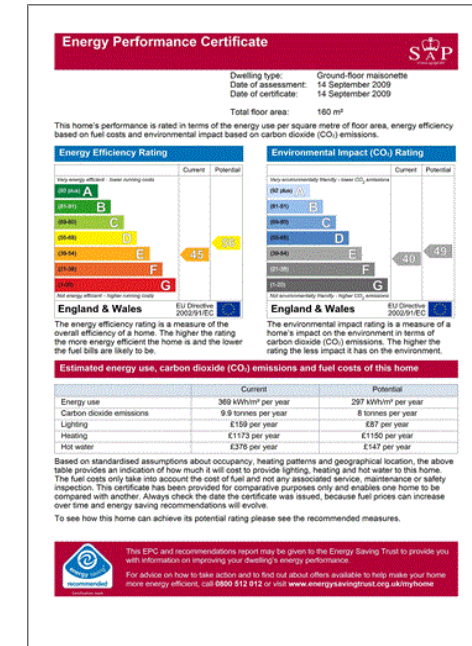 Energy Performance Certificate
SAP
Dwelling type: Ground-floor maisonette
Date of assessment: 14 September 2009
Date of certificate: 14 September 2009
Total floor area: 160 m²
This home's performance is rated in terms of the energy use per square metre of floor area, energy efficiency
based on fuel costs and environmental impact based on carbon dioxide (CO₂) emissions.
Energy Efficiency Rating
Current Potential
Very energy efficient - lower running costs
(92 plus) A
(81-91) B
(69-80) C
(55-68) D
(39-54) E
(21-38) F
(1-20) G
45
Not energy efficient - higher running costs
England & Wales
EU Directive
2002/91/EC
The energy efficiency rating is a measure of the
overall efficiency of a home. The higher the rating
the more energy efficient the home is and the lower
the fuel bills are likely to be.
Environmental Impact (CO₂) Rating
Current Potential
Very environmentally friendly - lower CO₂ emissions
(92 plus) A
(81-91) B
(69-80) C
(55-68) D
(39-54) E
(21-38) F
(1-20) G
40 49
Not environmentally friendly - higher CO₂ emissions
England & Wales
EU Directive
2002/91/EC
The environmental impact rating is a measure of a
home's impact on the environment in terms of
carbon dioxide (CO₂) emissions. The higher the
rating the less impact it has on the environment.
Estimated energy use, carbon dioxide (CO₂) emissions and fuel costs of this home
Current Potential
Energy use 369 kWh/m² per year 297 kWh/m² per year
Carbon dioxide emissions 9.9 tonnes per year 8 tonnes per year
Lighting £159 per year £87 per year
Heating £1173 per year £1150 per year
Hot water £376 per year £147 per year
Based on standardised assumptions about occupancy, heating patterns and geographical location, the above
table provides an indication of how much it will cost to provide lighting, heating and hot water to this home.
The fuel costs only take into account the cost of fuel and not any associated service, maintenance or safety
inspection. This certificate has been provided for comparative purposes only and enables one home to be
compared with another. Always check the date the certificate was issued, because fuel prices can increase
over time and energy saving recommendations will evolve.
To see how this home can achieve its potential rating please see the recommended measures.
energy saving
recommended
Certification mark
This EPC and recommendations report may be given to the Energy Saving Trust to provide you
with information on improving your dwelling's energy performance.
For advice on how to take action and to find out about offers available to help make your home
more energy efficient, call 0800 512 012 or visit www.energysavingtrust.org.uk/myhome